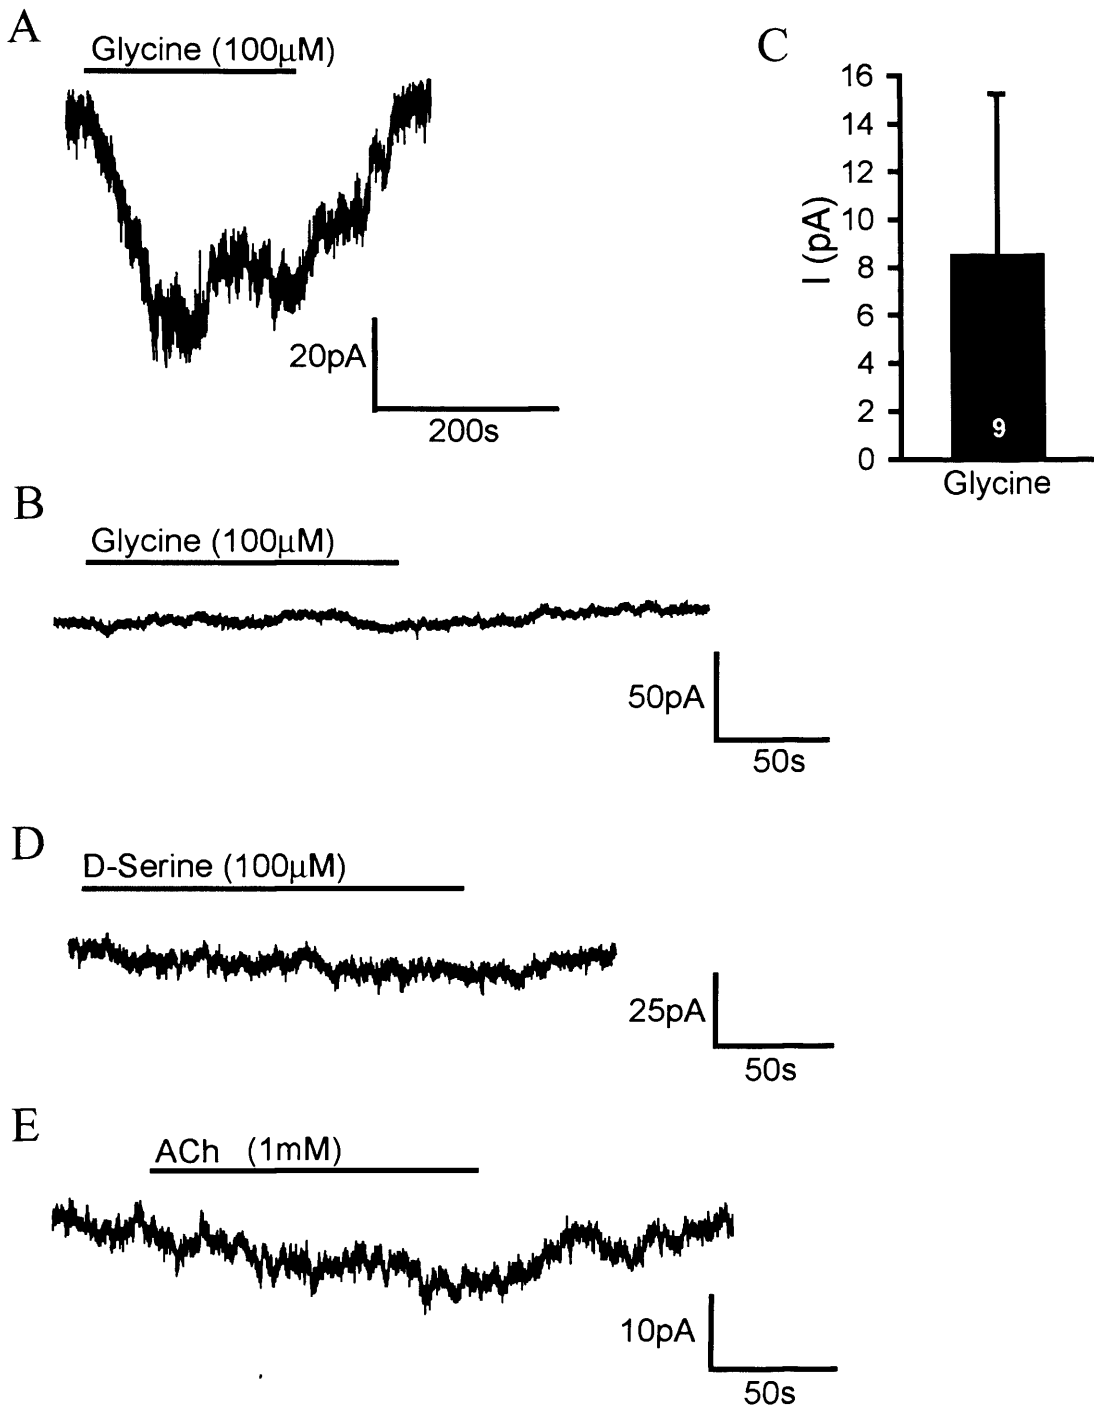 A
Glycine (100µM)
20pA
200s
C
16
14
12
10
8
6
4
2
0
I (pA)
9
Glycine
B
Glycine (100µM)
50pA
50s
D
D-Serine (100µM)
25pA
50s
E
ACh (1mM)
10pA
50s